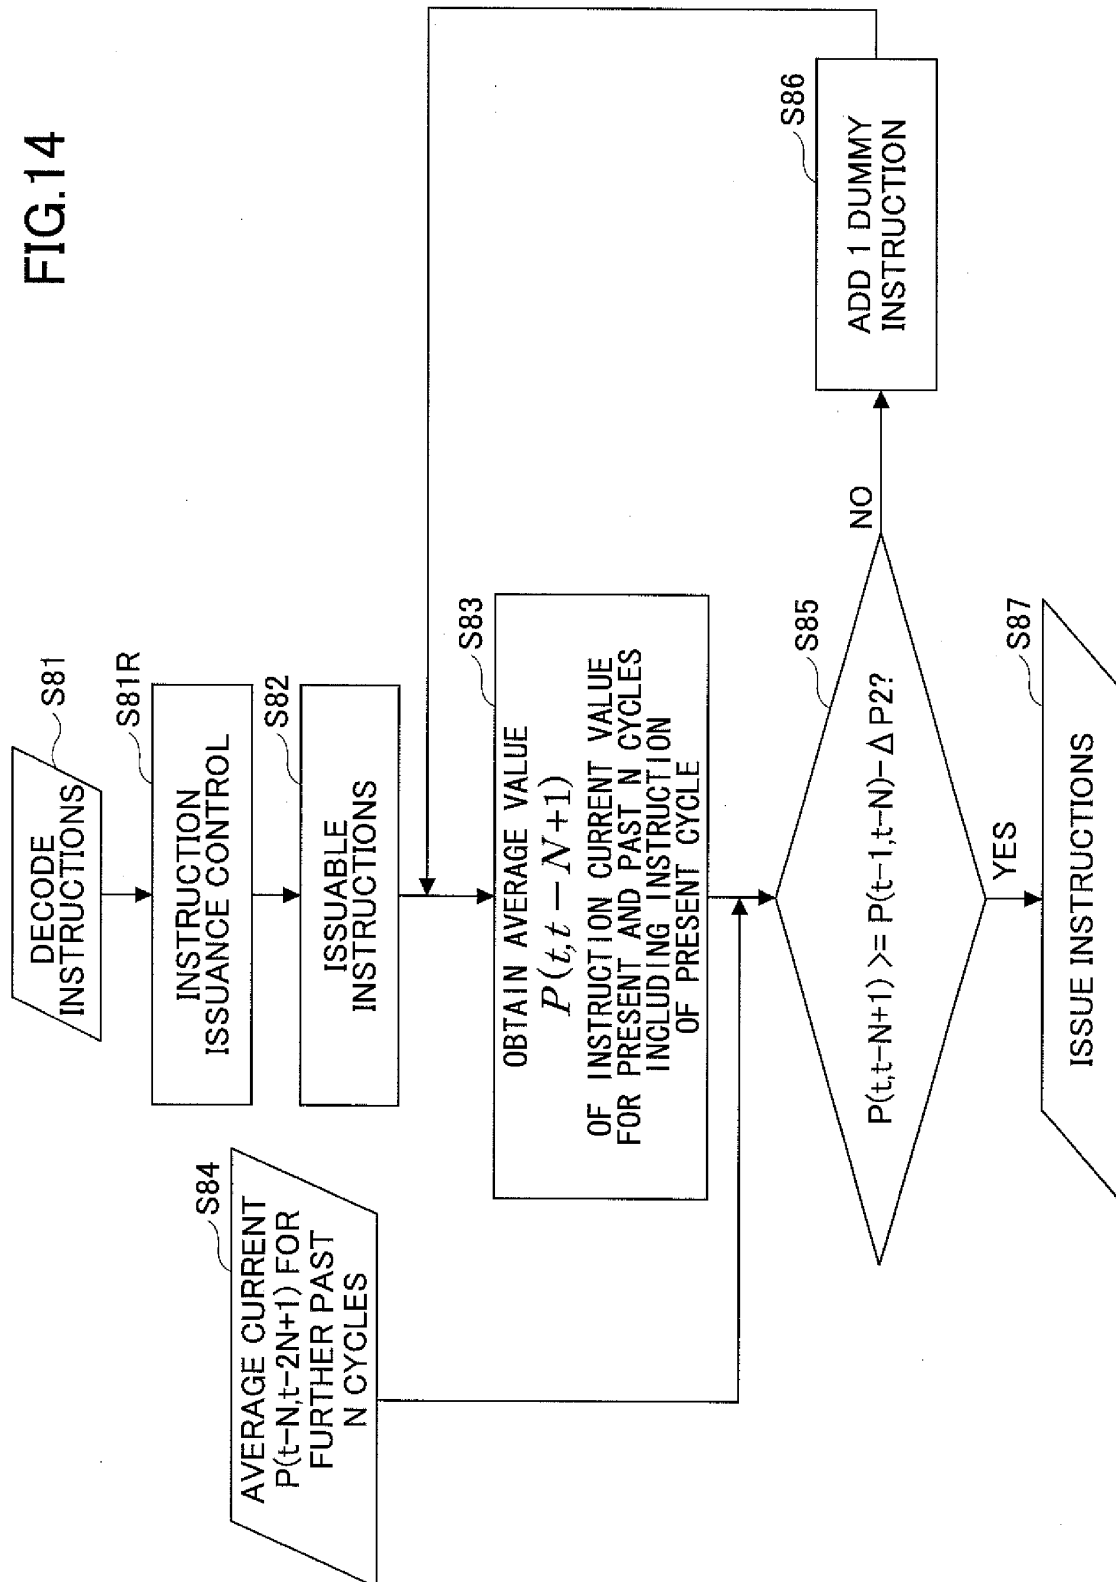 FIG.14
DECODE
INSTRUCTIONS
S81
INSTRUCTION
ISSUANCE CONTROL
S81R
ISSUABLE
INSTRUCTIONS
S82
OBTAIN AVERAGE VALUE
P(t,t-N+1)
OF INSTRUCTION CURRENT VALUE
FOR PRESENT AND PAST N CYCLES
INCLUDING INSTRUCTION
OF PRESENT CYCLE
S83
AVERAGE CURRENT
P(t-N,t-2N+1) FOR
FURTHER PAST
N CYCLES
S84
P(t,t-N+1) >= P(t-1,t-N)-ΔP2?
S85
NO
ADD 1 DUMMY
INSTRUCTION
S86
YES
ISSUE INSTRUCTIONS
S87